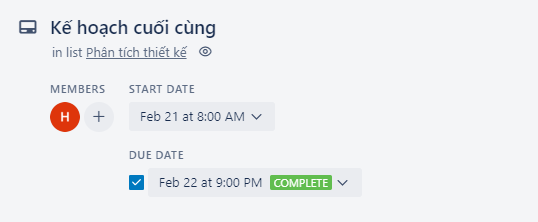 Kế hoạch cuối cùng
in list Phân tích thiết kế
MEMBERS
START DATE
H
Feb 21 at 8:00 AM
DUE DATE
Feb 22 at 9:00 PM COMPLETE